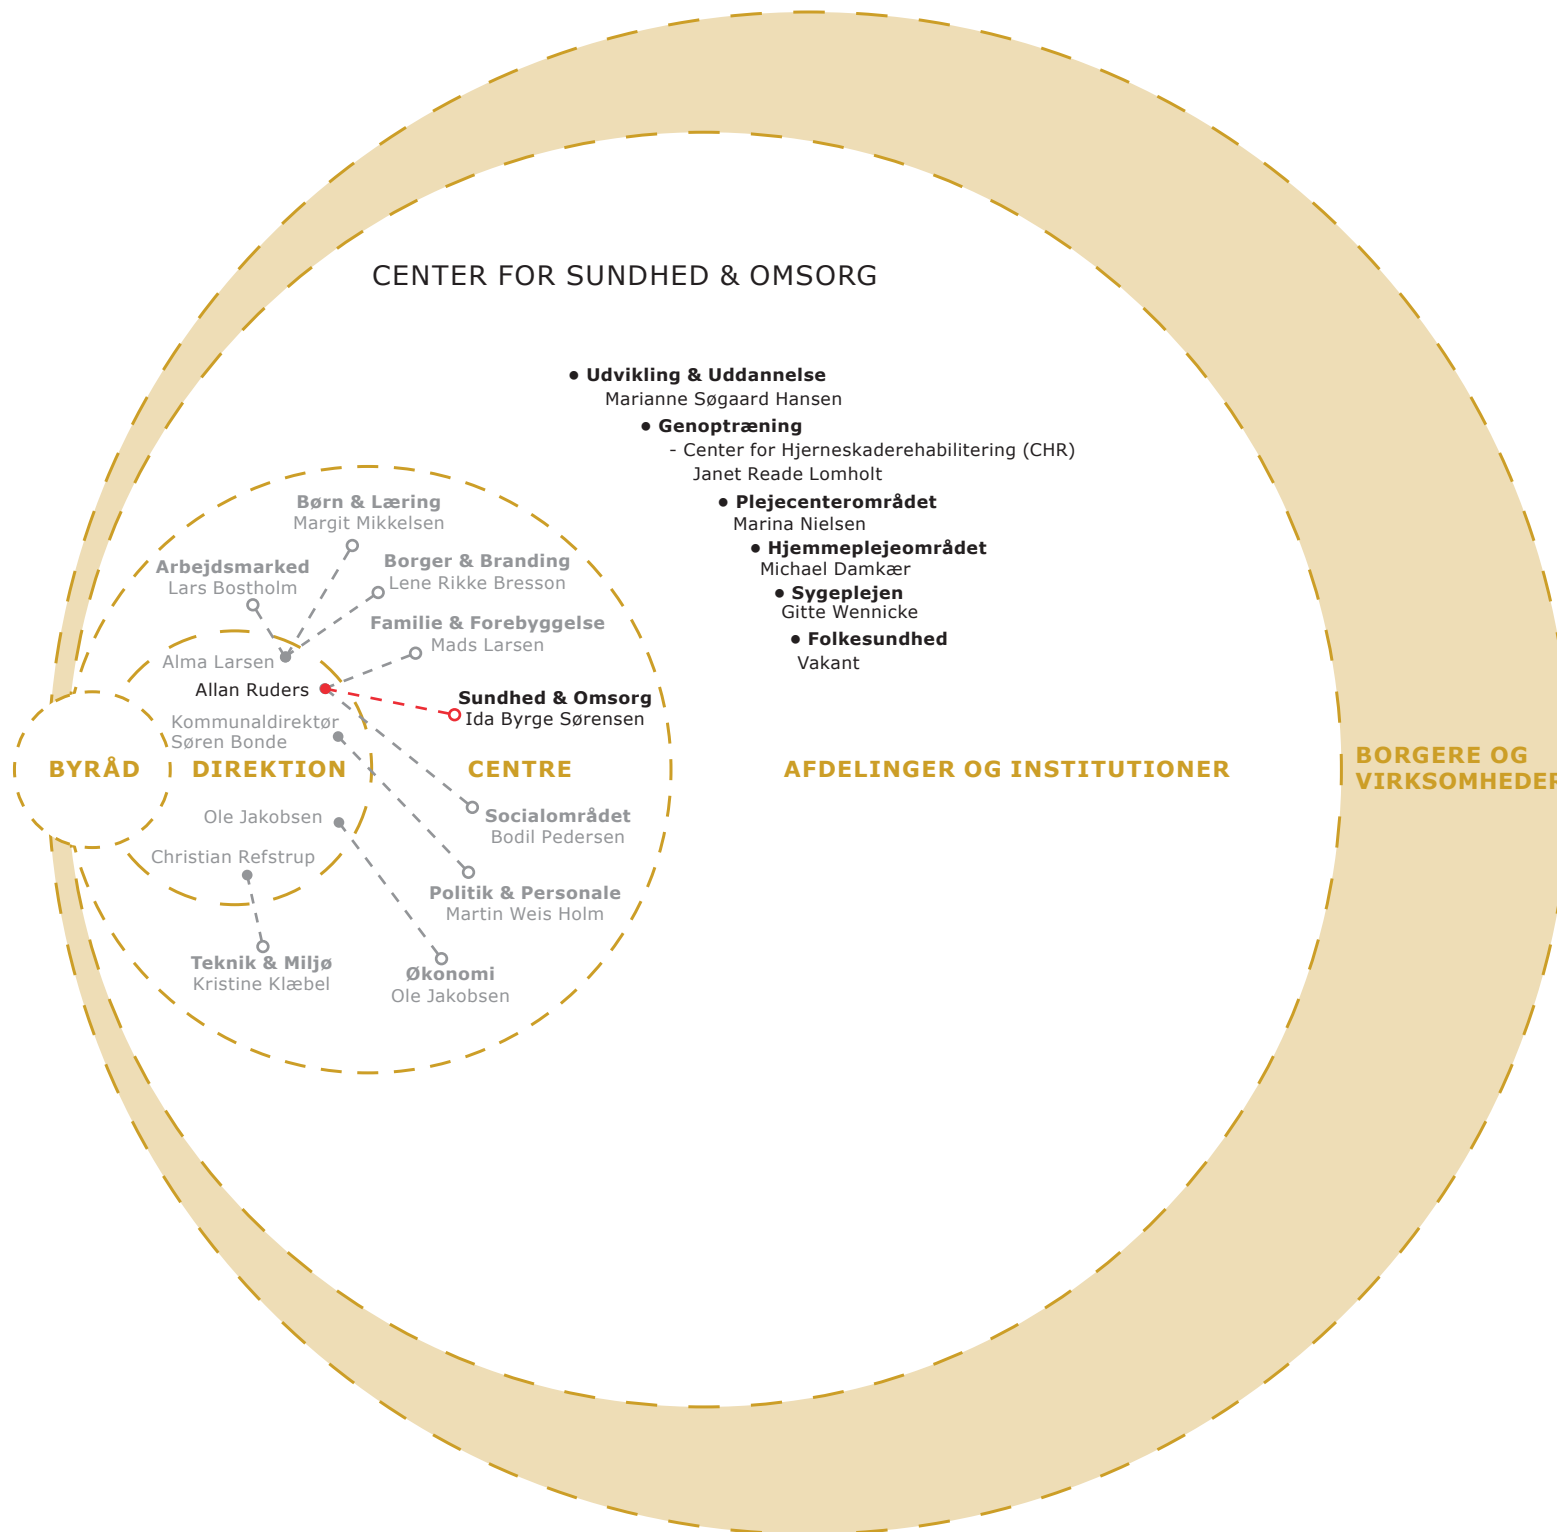 CENTER FOR SUNDHED & OMSORG
• Udvikling & Uddannelse
Marianne Søgaard Hansen
• Genoptræning
- Center for Hjerneskaderehabilitering (CHR)
Janet Reade Lomholt
• Plejecenterområdet
Marina Nielsen
• Hjemmeplejeområdet
Michael Damkær
• Sygeplejen
Gitte Wennicke
• Folkesundhed
Vakant
Børn & Læring
Margit Mikkelsen
Arbejdsmarked
Lars Bostholm
Borger & Branding
Lene Rikke Bresson
Familie & Forebyggelse
Mads Larsen
Alma Larsen
Allan Ruders
Sundhed & Omsorg
Ida Byrge Sørensen
Kommunaldirektør
Søren Bonde
BYRÅD
DIREKTION
CENTRE
AFDELINGER OG INSTITUTIONER
BORGERE OG
VIRKSOMHEDER
Ole Jakobsen
Socialområdet
Bodil Pedersen
Christian Refstrup
Politik & Personale
Martin Weis Holm
Teknik & Miljø
Kristine Klæbel
Økonomi
Ole Jakobsen